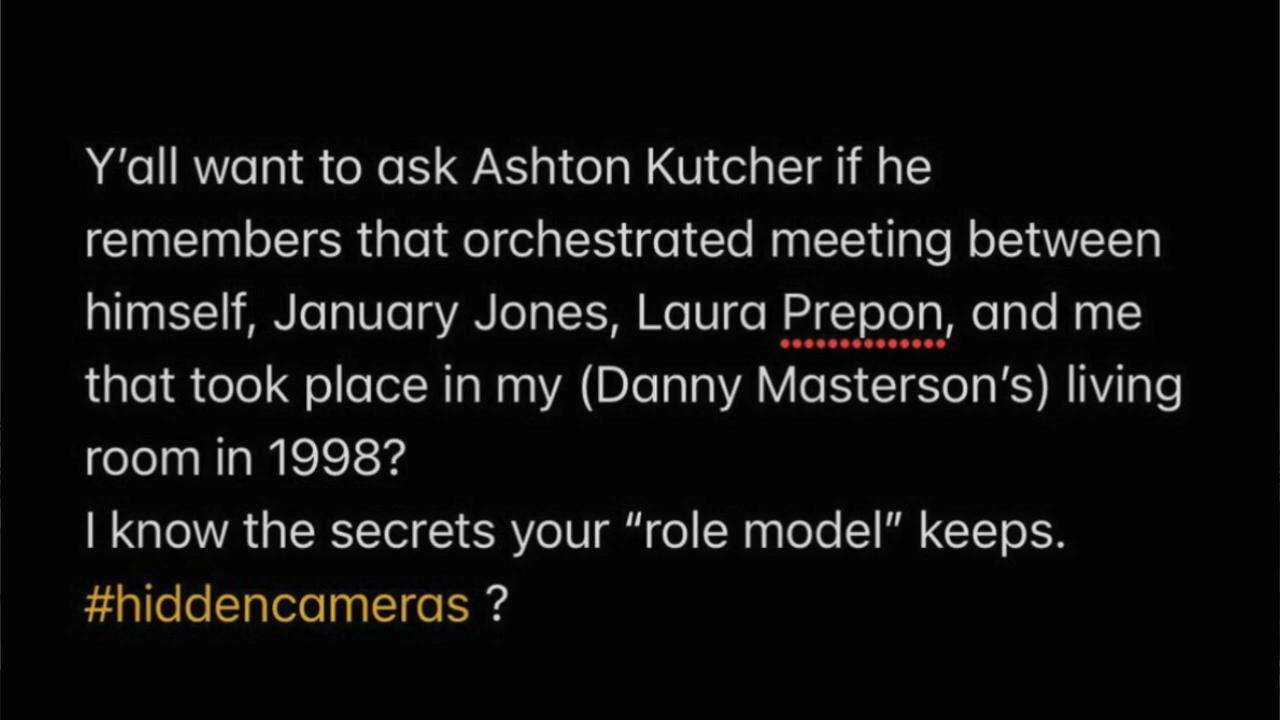 Y’all want to ask Ashton Kutcher if he
remembers that orchestrated meeting between
himself, January Jones, Laura Prepon, and me
that took place in my (Danny Masterson’s) living
room in 1998?
I know the secrets your “role model” keeps.
#hiddencameras ?